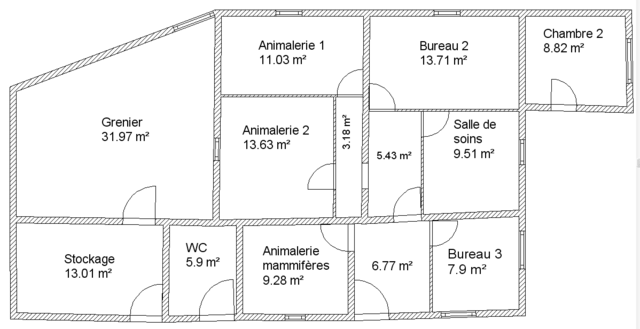 Animalerie 1
11.03 m²
Bureau 2
13.71 m²
Chambre 2
8.82 m²
Grenier
31.97 m²
Animalerie 2
13.63 m²
3.18 m²
5.43 m²
Salle de
soins
9.51 m²
Stockage
13.01 m²
WC
5.9 m²
Animalerie
mammifères
9.28 m²
6.77 m²
Bureau 3
7.9 m²